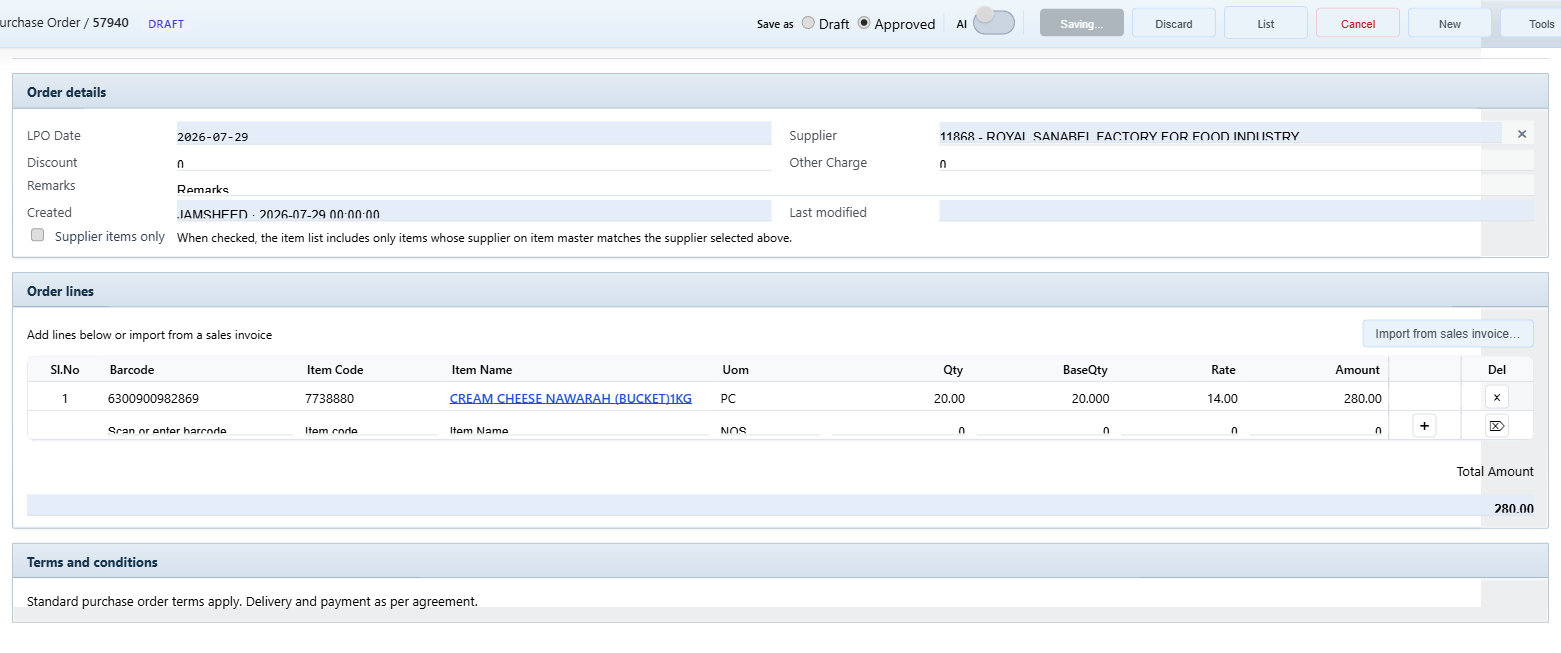 urchase Order / 57940 DRAFT Save as Draft Approved AI Saving... Discard List Cancel New Tools
Order details
LPO Date 2026-07-29 Supplier 11868 - ROYAL SANABEL FACTORY FOR FOOD INDUSTRY ×
Discount 0 Other Charge 0
Remarks Remarks
Created JAMSHEED · 2026-07-29 00:00:00 Last modified
Supplier items only When checked, the item list includes only items whose supplier on item master matches the supplier selected above.
Order lines
Add lines below or import from a sales invoice Import from sales invoice...
Sl.No Barcode Item Code Item Name Uom Qty BaseQty Rate Amount Del
1 6300900982869 7738880 CREAM CHEESE NAWARAH (BUCKET)1KG PC 20.00 20.000 14.00 280.00 ×
Scan or enter barcode Item code Item Name NOS 0 0 0 0 + ⌦
Total Amount
280.00
Terms and conditions
Standard purchase order terms apply. Delivery and payment as per agreement.